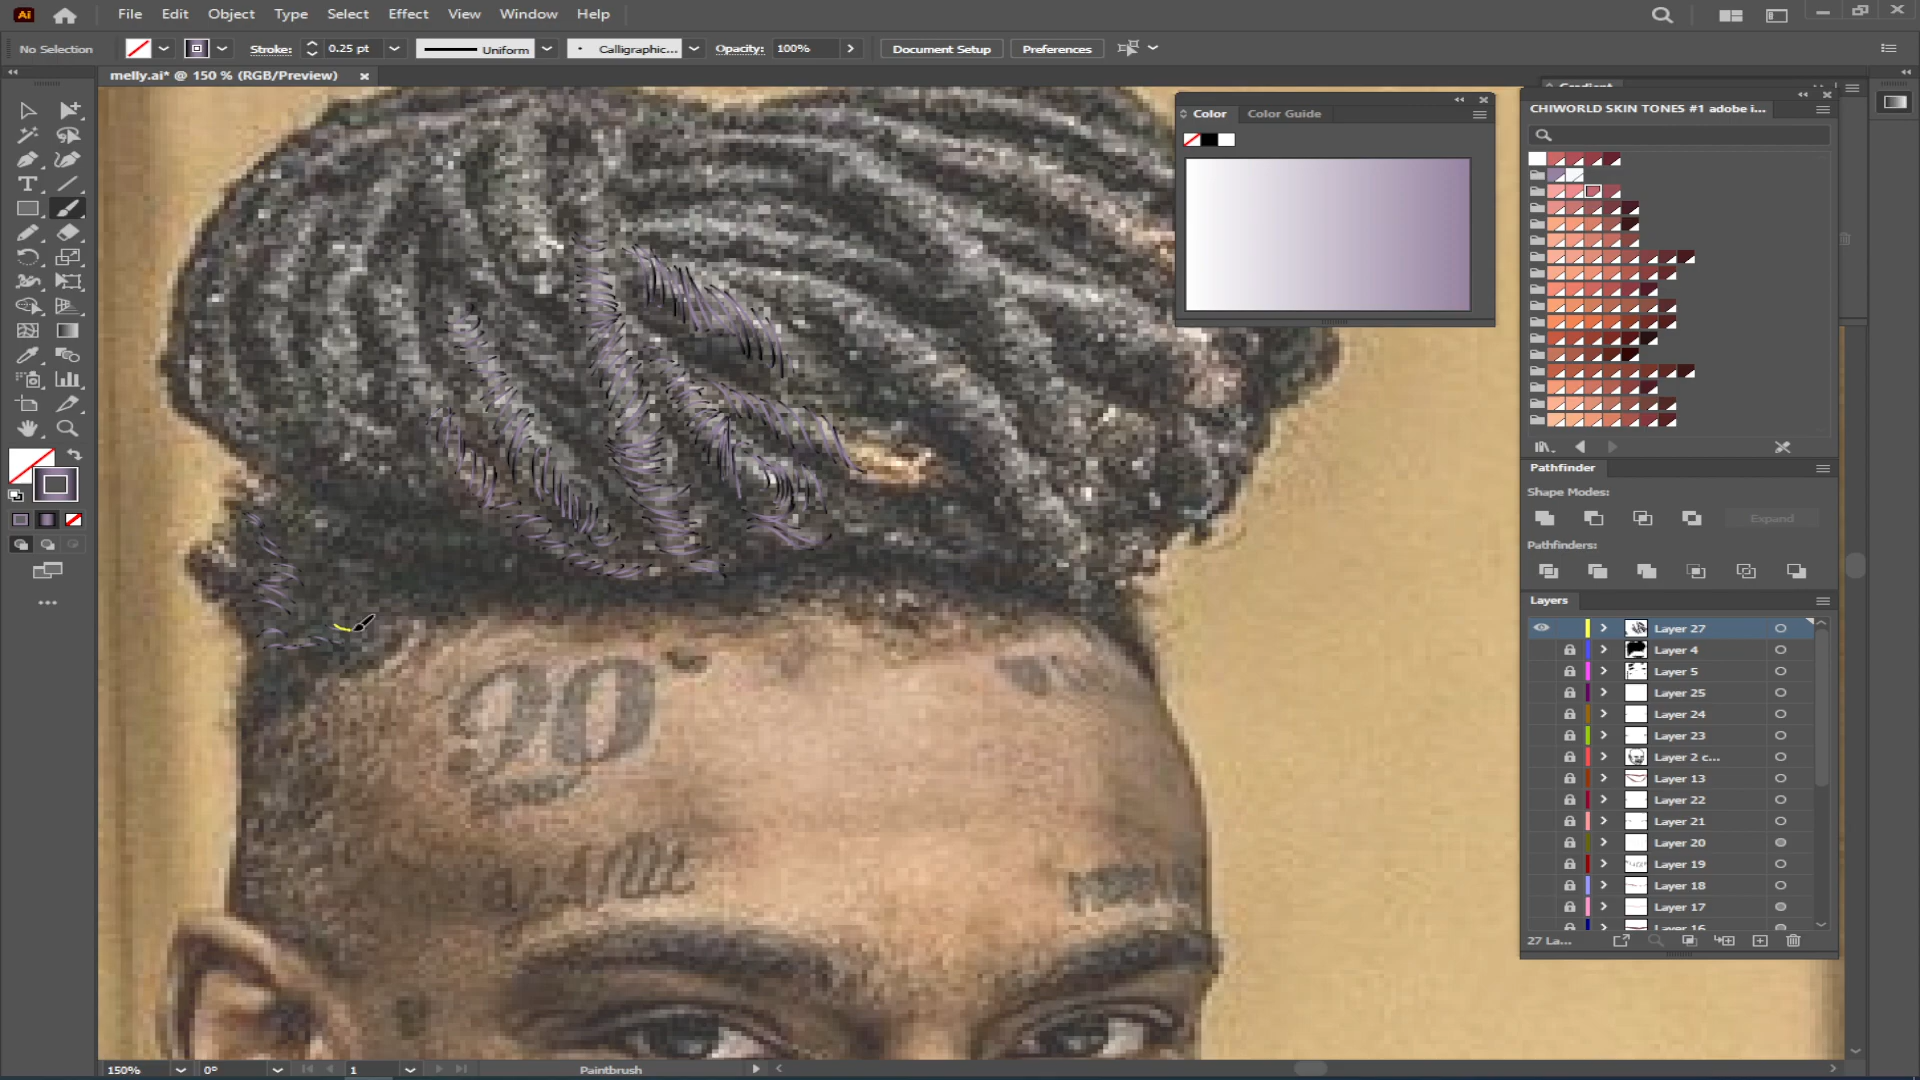 Ai
File Edit Object Type Select Effect View Window Help
No Selection Stroke: 0.25 pt Uniform Calligraphic... Opacity: 100% Document Setup Preferences
melly.ai* @ 150 % (RGB/Preview)
Color Color Guide
CHIWORLD SKIN TONES #1 adobe i...
Pathfinder
Shape Modes:
Expand
Pathfinders:
Layers
Layer 27
Layer 4
Layer 5
Layer 25
Layer 24
Layer 23
Layer 2 c...
Layer 13
Layer 22
Layer 21
Layer 20
Layer 19
Layer 18
Layer 17
Layer 16
27 La...
150% 0° 1 Paintbrush